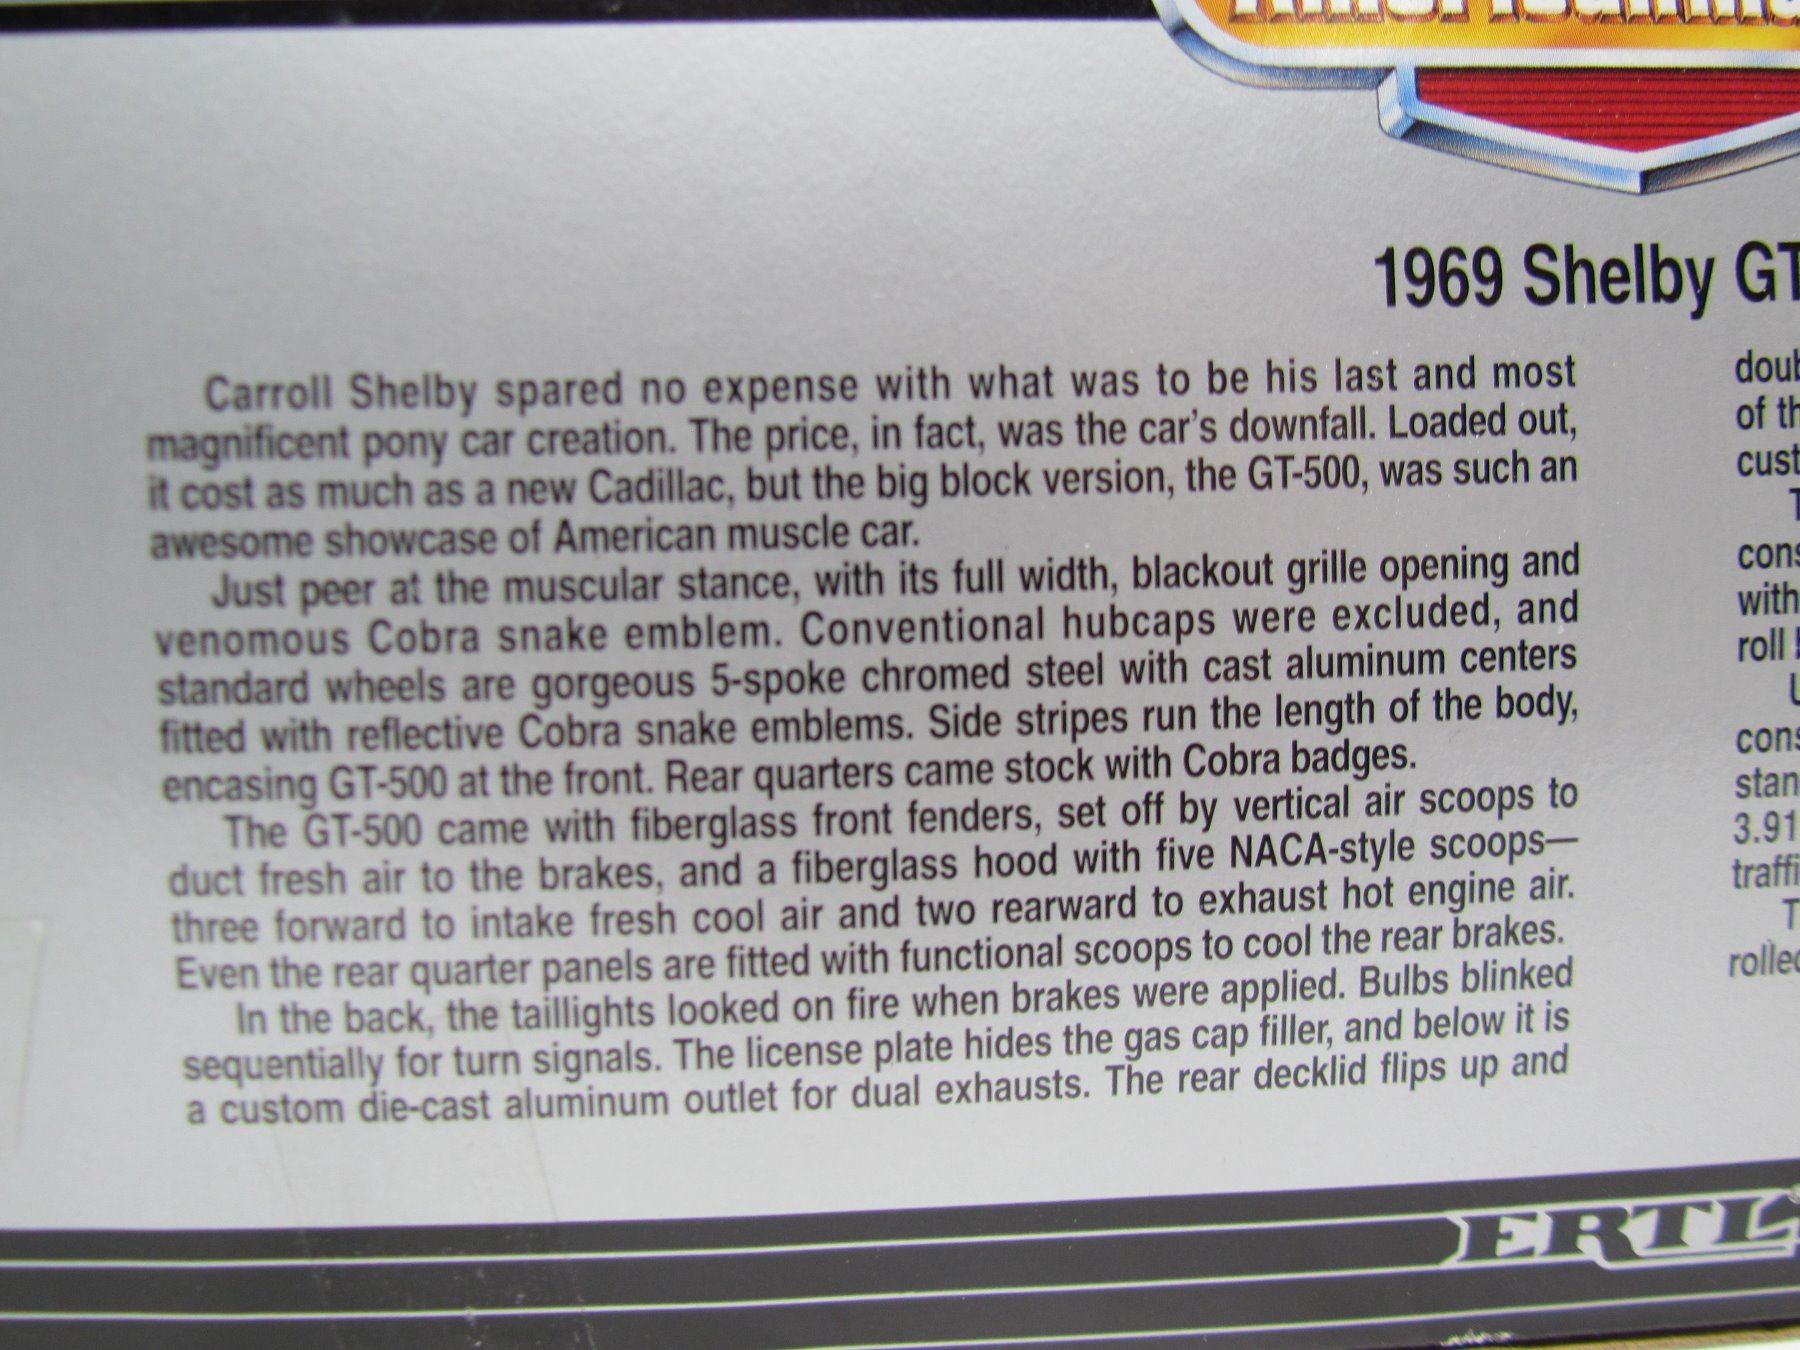 1969 Shelby GT
Carroll Shelby spared no expense with what was to be his last and most
magnificent pony car creation. The price, in fact, was the car's downfall. Loaded out,
it cost as much as a new Cadillac, but the big block version, the GT-500, was such an
awesome showcase of American muscle car.
Just peer at the muscular stance, with its full width, blackout grille opening and
venomous Cobra snake emblem. Conventional hubcaps were excluded, and
standard wheels are gorgeous 5-spoke chromed steel with cast aluminum centers
fitted with reflective Cobra snake emblems. Side stripes run the length of the body,
encasing GT-500 at the front. Rear quarters came stock with Cobra badges.
The GT-500 came with fiberglass front fenders, set off by vertical air scoops to
duct fresh air to the brakes, and a fiberglass hood with five NACA-style scoops—
three forward to intake fresh cool air and two rearward to exhaust hot engine air.
Even the rear quarter panels are fitted with functional scoops to cool the rear brakes.
In the back, the taillights looked on fire when brakes were applied. Bulbs blinked
sequentially for turn signals. The license plate hides the gas cap filler, and below it is
a custom die-cast aluminum outlet for dual exhausts. The rear decklid flips up and
of
with
roll
3.91
ERTL